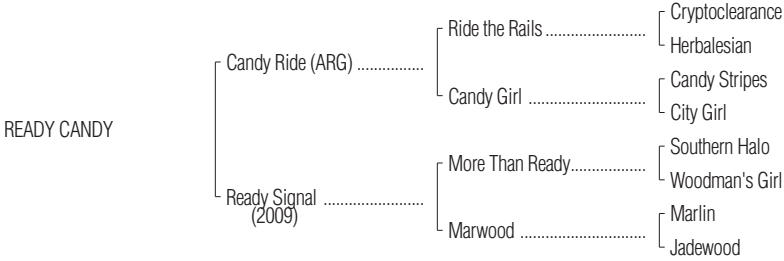 Cryptoclearance
Ride the Rails ........................
Herbalesian
Candy Ride (ARG) ................
Candy Stripes
Candy Girl ............................
City Girl
READY CANDY
Southern Halo
More Than Ready..................
Woodman's Girl
Ready Signal ........................
(2009)
Marlin
Marwood ..............................
Jadewood